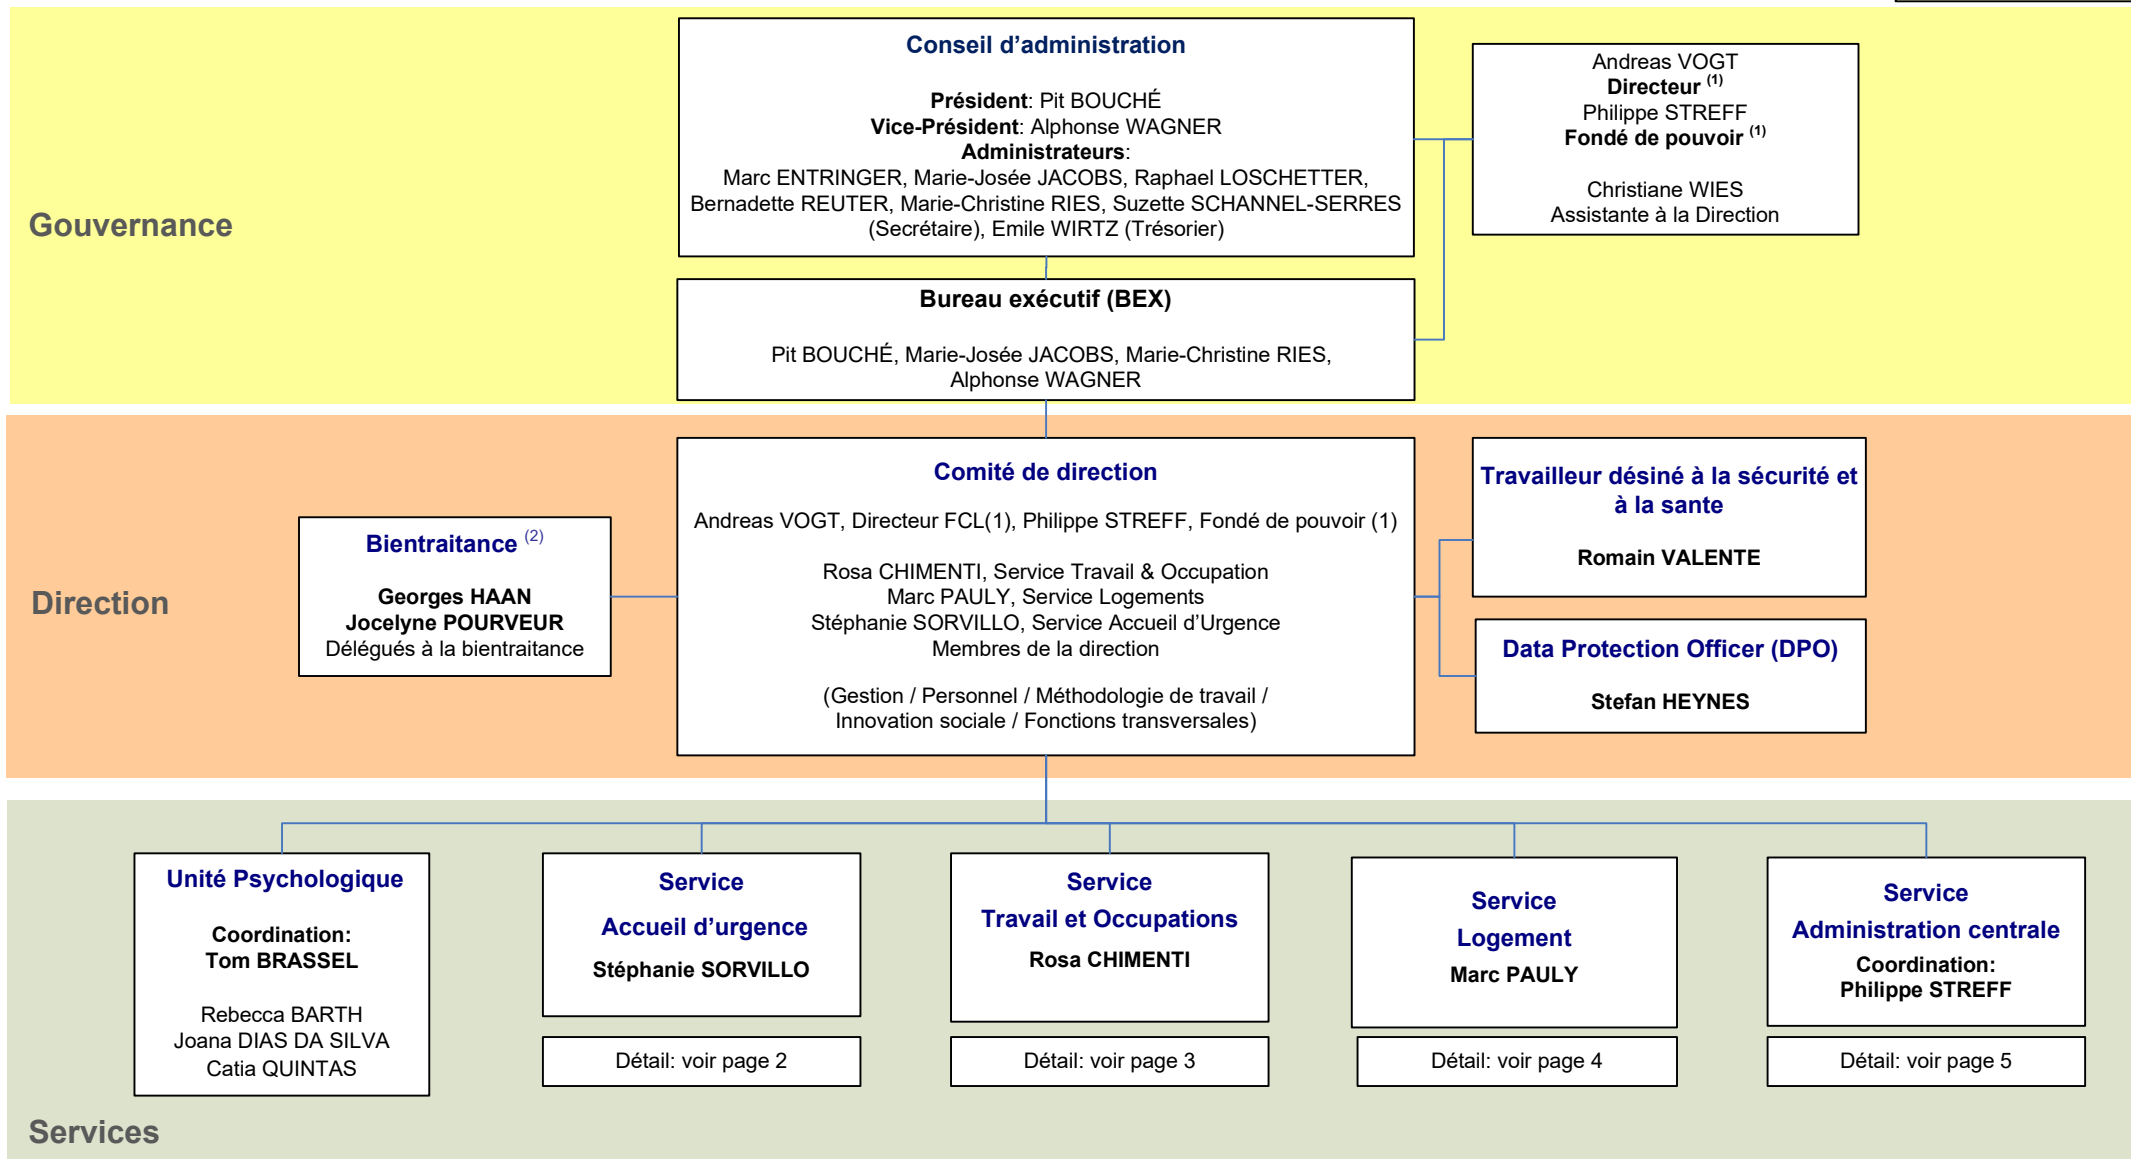 Gouvernance
Conseil d'administration
Président: Pit BOUCHÉ
Vice-Président: Alphonse WAGNER
Administrateurs:
Marc ENTRINGER, Marie-Josée JACOBS, Raphael LOSCHETTER,
Bernadette REUTER, Marie-Christine RIES, Suzette SCHANNEL-SERRES
(Secrétaire), Emile WIRTZ (Trésorier)
Andreas VOGT
Directeur (1)
Philippe STREFF
Fondé de pouvoir (1)
Christiane WIES
Assistante à la Direction
Bureau exécutif (BEX)
Pit BOUCHÉ, Marie-Josée JACOBS, Marie-Christine RIES,
Alphonse WAGNER
Direction
Bientraitance (2)
Georges HAAN
Jocelyne POURVEUR
Délégués à la bientraitance
Comité de direction
Andreas VOGT, Directeur FCL(1), Philippe STREFF, Fondé de pouvoir (1)
Rosa CHIMENTI, Service Travail & Occupation
Marc PAULY, Service Logements
Stéphanie SORVILLO, Service Accueil d'Urgence
Membres de la direction
(Gestion / Personnel / Méthodologie de travail /
Innovation sociale / Fonctions transversales)
Travailleur désiné à la sécurité et
à la sante
Romain VALENTE
Data Protection Officer (DPO)
Stefan HEYNES
Services
Unité Psychologique
Coordination:
Tom BRASSEL
Rebecca BARTH
Joana DIAS DA SILVA
Catia QUINTAS
Service
Accueil d'urgence
Stéphanie SORVILLO
Détail: voir page 2
Service
Travail et Occupations
Rosa CHIMENTI
Détail: voir page 3
Service
Logement
Marc PAULY
Détail: voir page 4
Service
Administration centrale
Coordination:
Philippe STREFF
Détail: voir page 5